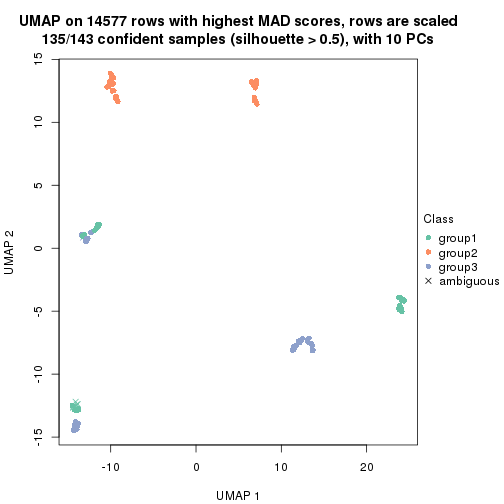 UMAP on 14577 rows with highest MAD scores, rows are scaled
135/143 confident samples (silhouette > 0.5), with 10 PCs
15
10
5
0
-5
-10
-15
UMAP 2
-10
0
10
20
UMAP 1
Class
group1
group2
group3
ambiguous